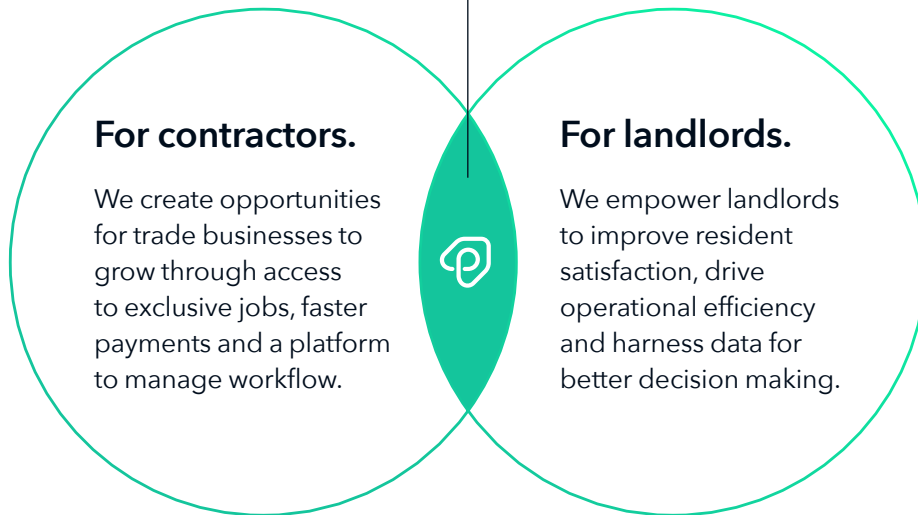 For contractors.
We create opportunities
for trade businesses to
grow through access
to exclusive jobs, faster
payments and a platform
to manage workflow.
For landlords.
We empower landlords
to improve resident
satisfaction, drive
operational efficiency
and harness data for
better decision making.